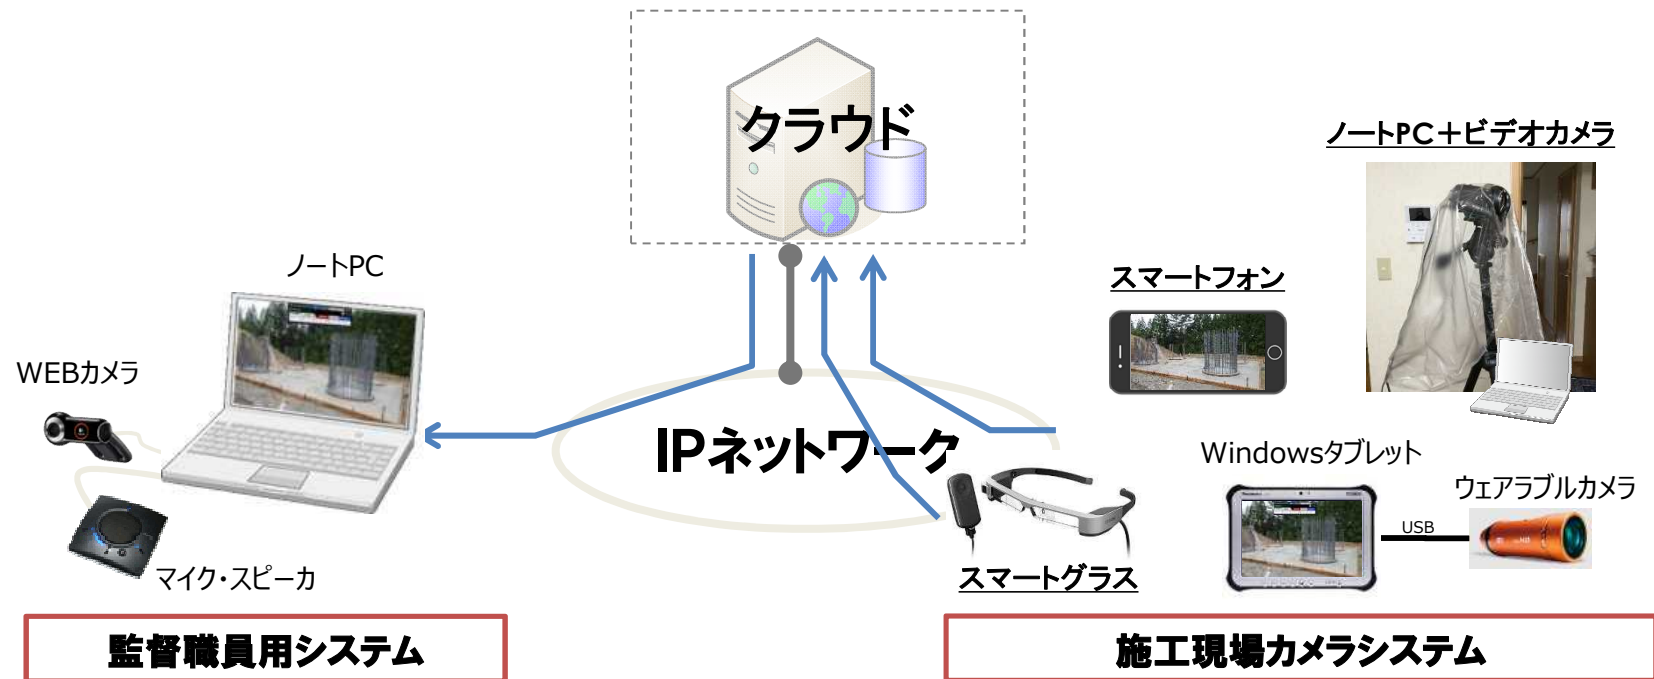 クラウド
ノートPC＋ビデオカメラ
ノートPC
スマートフォン
WEBカメラ
IPネットワーク
Windowsタブレット
ウェアラブルカメラ
USB
マイク・スピーカ
スマートグラス
監督職員用システム
施工現場カメラシステム